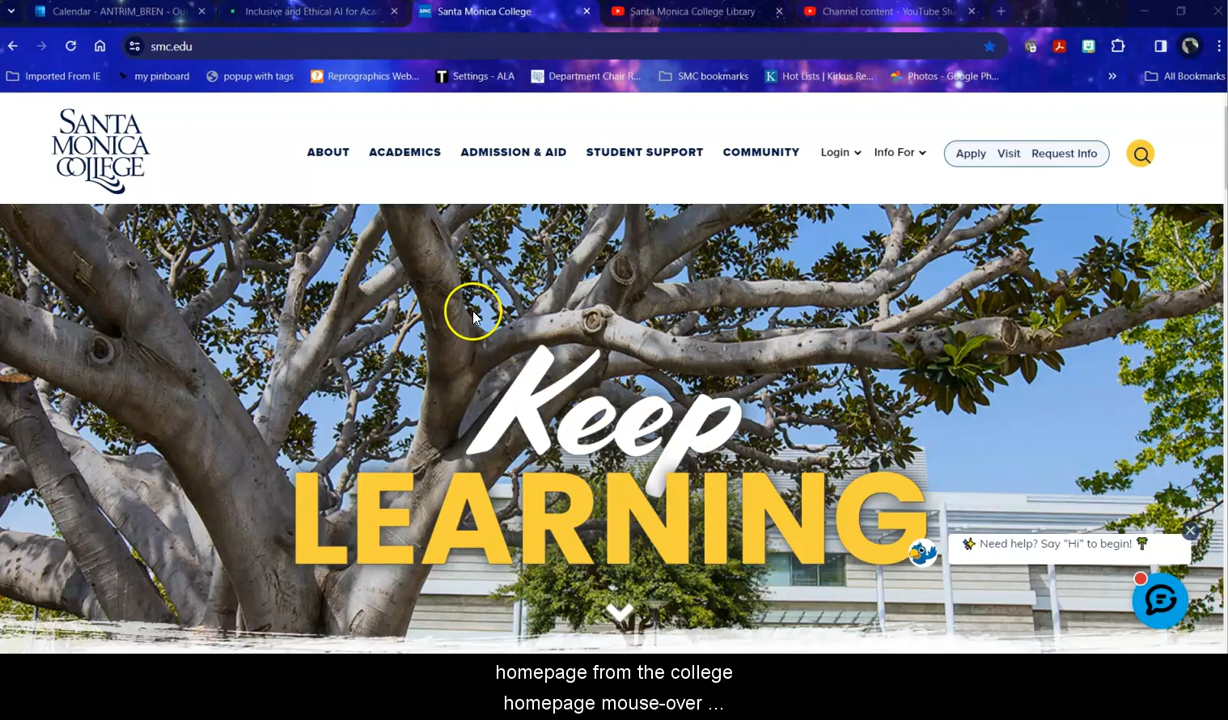 Calendar - ANTRIM_BREN - Ou
Inclusive and Ethical AI for Aca
Santa Monica College
Santa Monica College Library
Channel content - YouTube Stu
smc.edu
Imported From IE
my pinboard
popup with tags
Reprographics Web...
Settings - ALA
Department Chair R...
SMC bookmarks
Hot Lists | Kirkus Re...
Photos - Google Ph...
All Bookmarks
SANTA
MONICA
COLLEGE
ABOUT
ACADEMICS
ADMISSION & AID
STUDENT SUPPORT
COMMUNITY
Login
Info For
Apply
Visit
Request Info
Keep
LEARNING
Need help? Say "Hi" to begin!
homepage from the college
homepage mouse-over ...